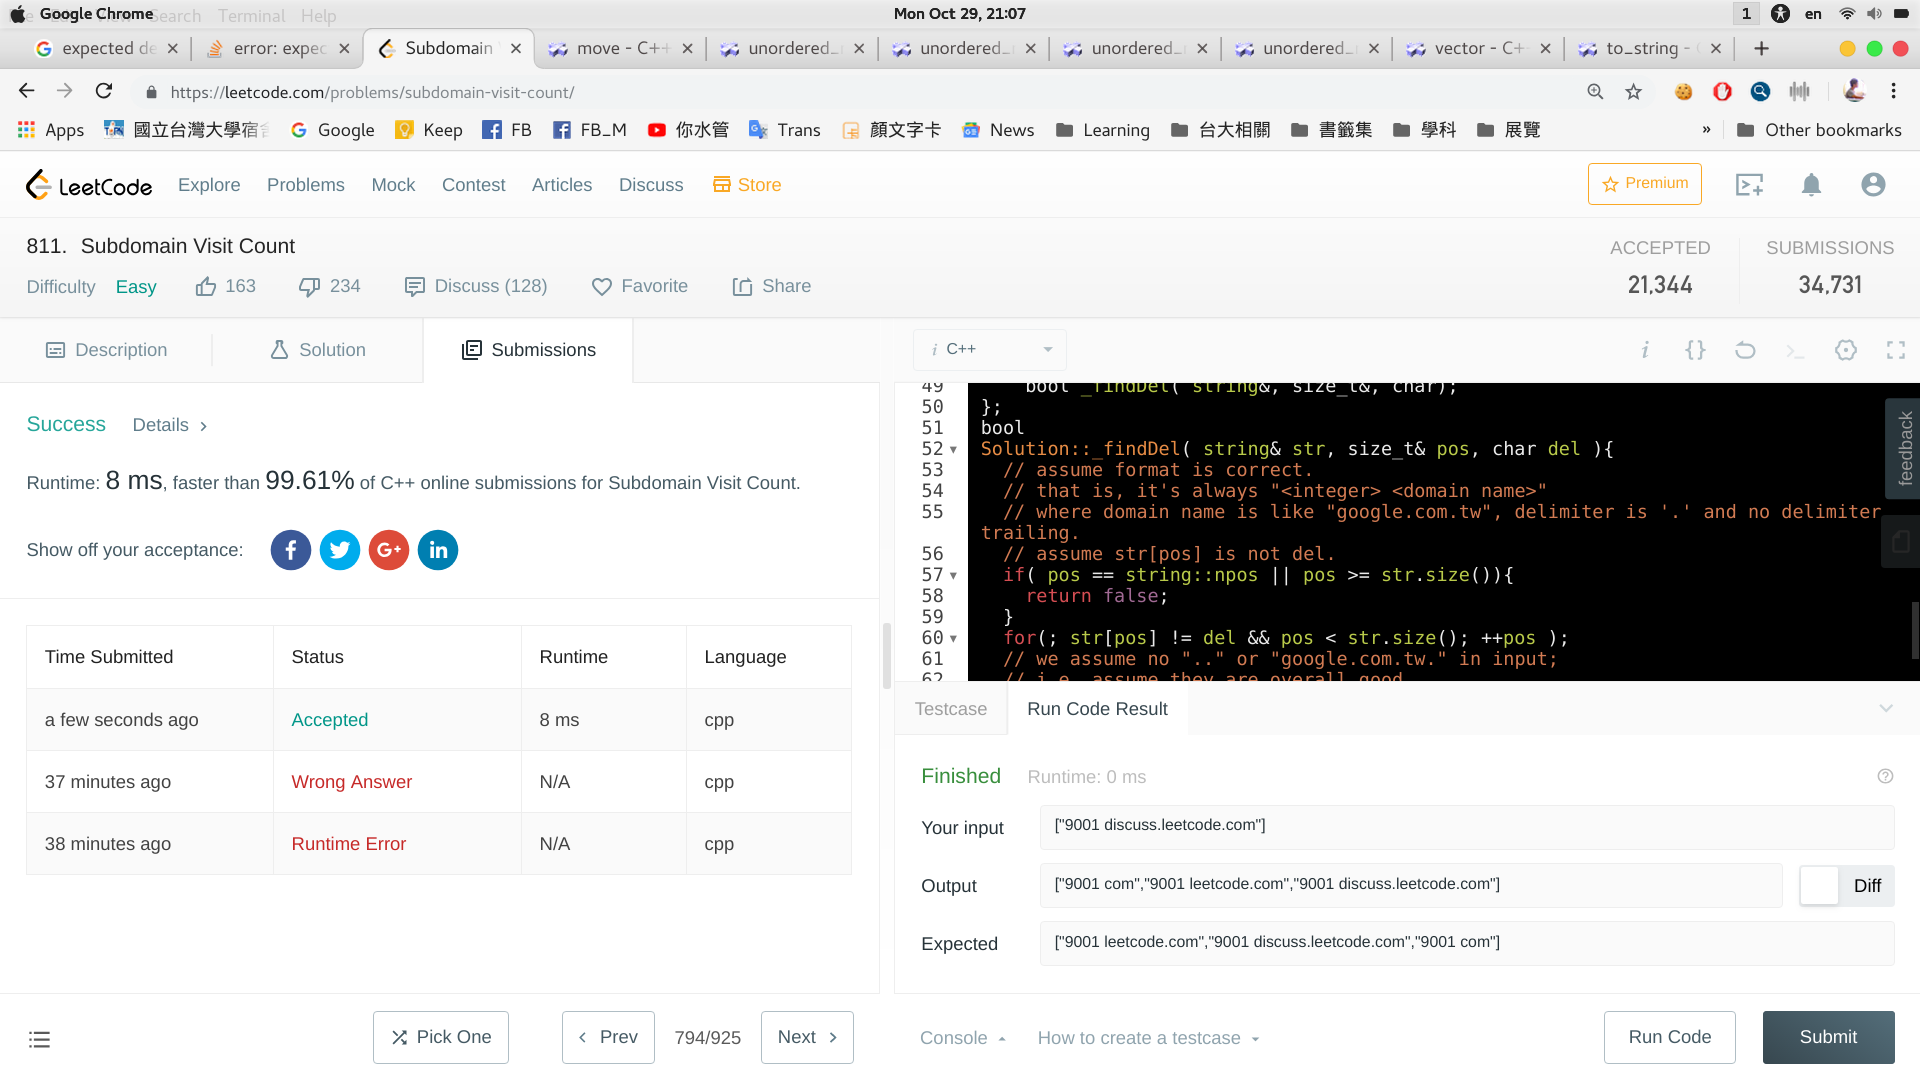 Google Chrome
Search Terminal Help
Mon Oct 29, 21:07
1
en
expected de
error: expec
Subdomain
move - C++
unordered_
unordered_
unordered_
unordered_
vector - C+
to_string -
https://leetcode.com/problems/subdomain-visit-count/
Apps
國立台灣大學宿舍
Google
Keep
FB
FB_M
你水管
Trans
顏文字卡
News
Learning
台大相關
書籤集
學科
展覽
»
Other bookmarks
LeetCode
Explore
Problems
Mock
Contest
Articles
Discuss
Store
Premium
811. Subdomain Visit Count
ACCEPTED
SUBMISSIONS
Difficulty Easy
163
234
Discuss (128)
Favorite
Share
21,344
34,731
Description
Solution
Submissions
i C++
Success
Details >
Runtime: 8 ms, faster than 99.61% of C++ online submissions for Subdomain Visit Count.
Show off your acceptance:
Time Submitted Status Runtime Language
a few seconds ago Accepted 8 ms cpp
37 minutes ago Wrong Answer N/A cpp
38 minutes ago Runtime Error N/A cpp
Pick One
Prev
794/925
Next
49 bool _findDel( string&, size_t&, char);
50 };
51 bool
52 Solution::_findDel( string& str, size_t& pos, char del ){
53 // assume format is correct.
54 // that is, it's always "<integer> <domain name>"
55 // where domain name is like "google.com.tw", delimiter is '.' and no delimiter
trailing.
56 // assume str[pos] is not del.
57 if( pos == string::npos || pos >= str.size()){
58 return false;
59 }
60 for(; str[pos] != del && pos < str.size(); ++pos );
61 // we assume no ".." or "google.com.tw." in input;
62 // i.e. assume they are overall good
feedback
Testcase
Run Code Result
Finished
Runtime: 0 ms
Your input
["9001 discuss.leetcode.com"]
Output
["9001 com","9001 leetcode.com","9001 discuss.leetcode.com"]
Diff
Expected
["9001 leetcode.com","9001 discuss.leetcode.com","9001 com"]
Console
How to create a testcase
Run Code
Submit